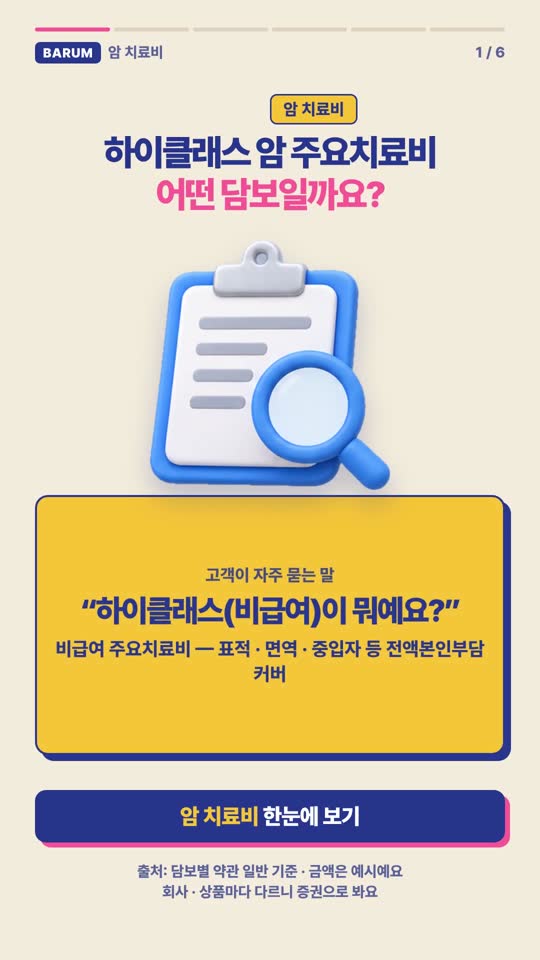 BARUM 암 치료비 1 / 6
암 치료비
하이클래스 암 주요치료비
어떤 담보일까요?
고객이 자주 묻는 말
“하이클래스(비급여)이 뭐예요?”
비급여 주요치료비 — 표적 · 면역 · 중입자 등 전액본인부담
커버
암 치료비 한눈에 보기
출처: 담보별 약관 일반 기준 · 금액은 예시예요
회사 · 상품마다 다르니 증권으로 봐요